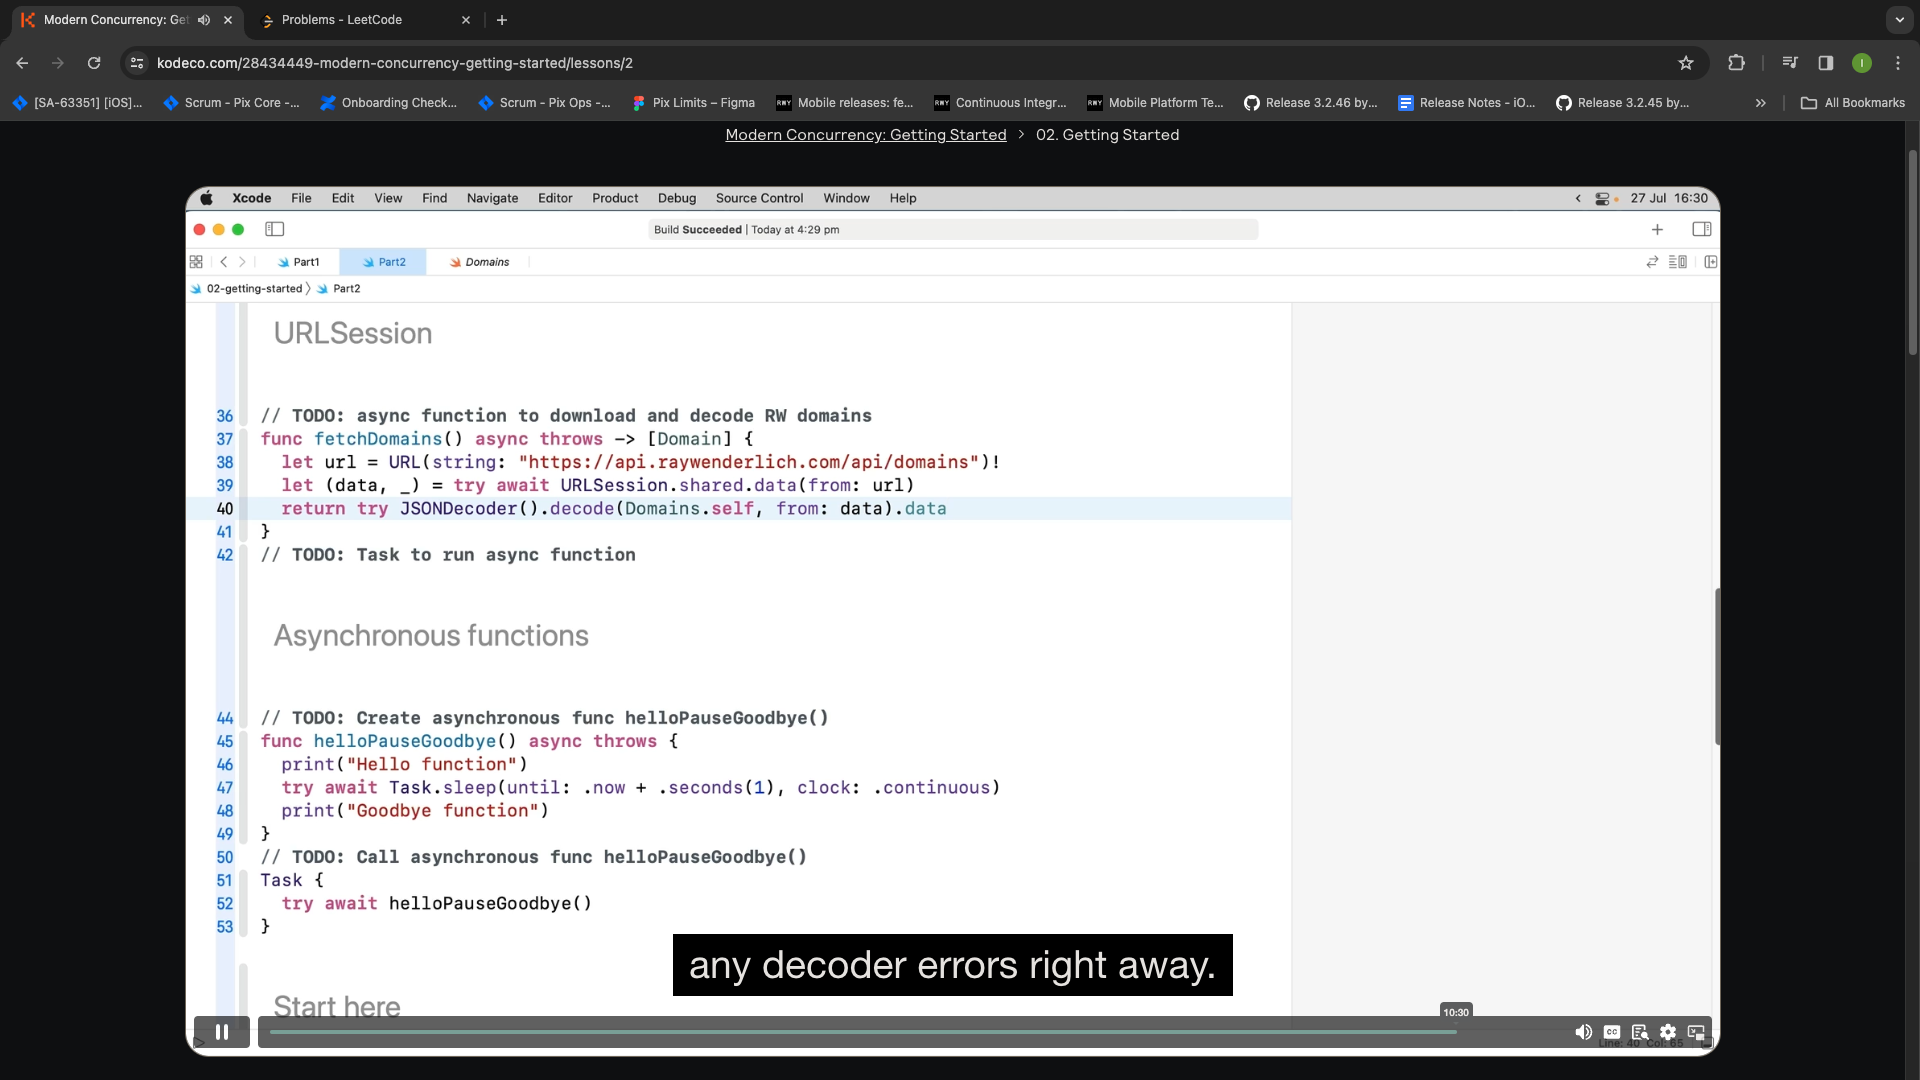 Modern Concurrency: Get
Problems - LeetCode
kodeco.com/28434449-modern-concurrency-getting-started/lessons/2
[SA-63351] [iOS]...
Scrum - Pix Core -...
Onboarding Check...
Scrum - Pix Ops -...
Pix Limits – Figma
Mobile releases: fe...
Continuous Integr...
Mobile Platform Te...
Release 3.2.46 by...
Release Notes - iO...
Release 3.2.45 by...
» All Bookmarks
Modern Concurrency: Getting Started > 02. Getting Started
Xcode File Edit View Find Navigate Editor Product Debug Source Control Window Help
27 Jul 16:30
Build Succeeded | Today at 4:29 pm
Part1 Part2 Domains
02-getting-started > Part2
URLSession
36 // TODO: async function to download and decode RW domains
37 func fetchDomains() async throws -> [Domain] {
38 let url = URL(string: "https://api.raywenderlich.com/api/domains")!
39 let (data, _) = try await URLSession.shared.data(from: url)
40 return try JSONDecoder().decode(Domains.self, from: data).data
41 }
42 // TODO: Task to run async function
Asynchronous functions
44 // TODO: Create asynchronous func helloPauseGoodbye()
45 func helloPauseGoodbye() async throws {
46 print("Hello function")
47 try await Task.sleep(until: .now + .seconds(1), clock: .continuous)
48 print("Goodbye function")
49 }
50 // TODO: Call asynchronous func helloPauseGoodbye()
51 Task {
52 try await helloPauseGoodbye()
53 }
any decoder errors right away.
Start here
10:30
CC
Line: 40 Col: 65